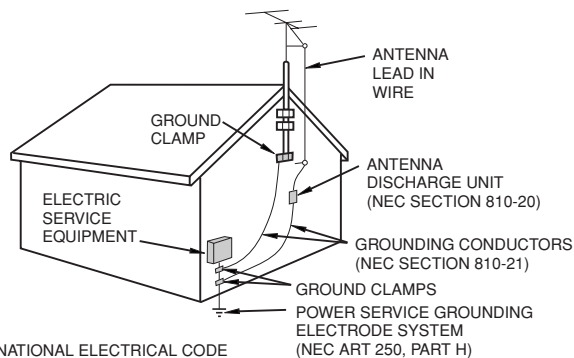 ANTENNA
LEAD IN
WIRE
GROUND
CLAMP
ANTENNA
DISCHARGE UNIT
(NEC SECTION 810-20)
ELECTRIC
SERVICE
EQUIPMENT
GROUNDING CONDUCTORS
(NEC SECTION 810-21)
GROUND CLAMPS
POWER SERVICE GROUNDING
ELECTRODE SYSTEM
(NEC ART 250, PART H)
NATIONAL ELECTRICAL CODE